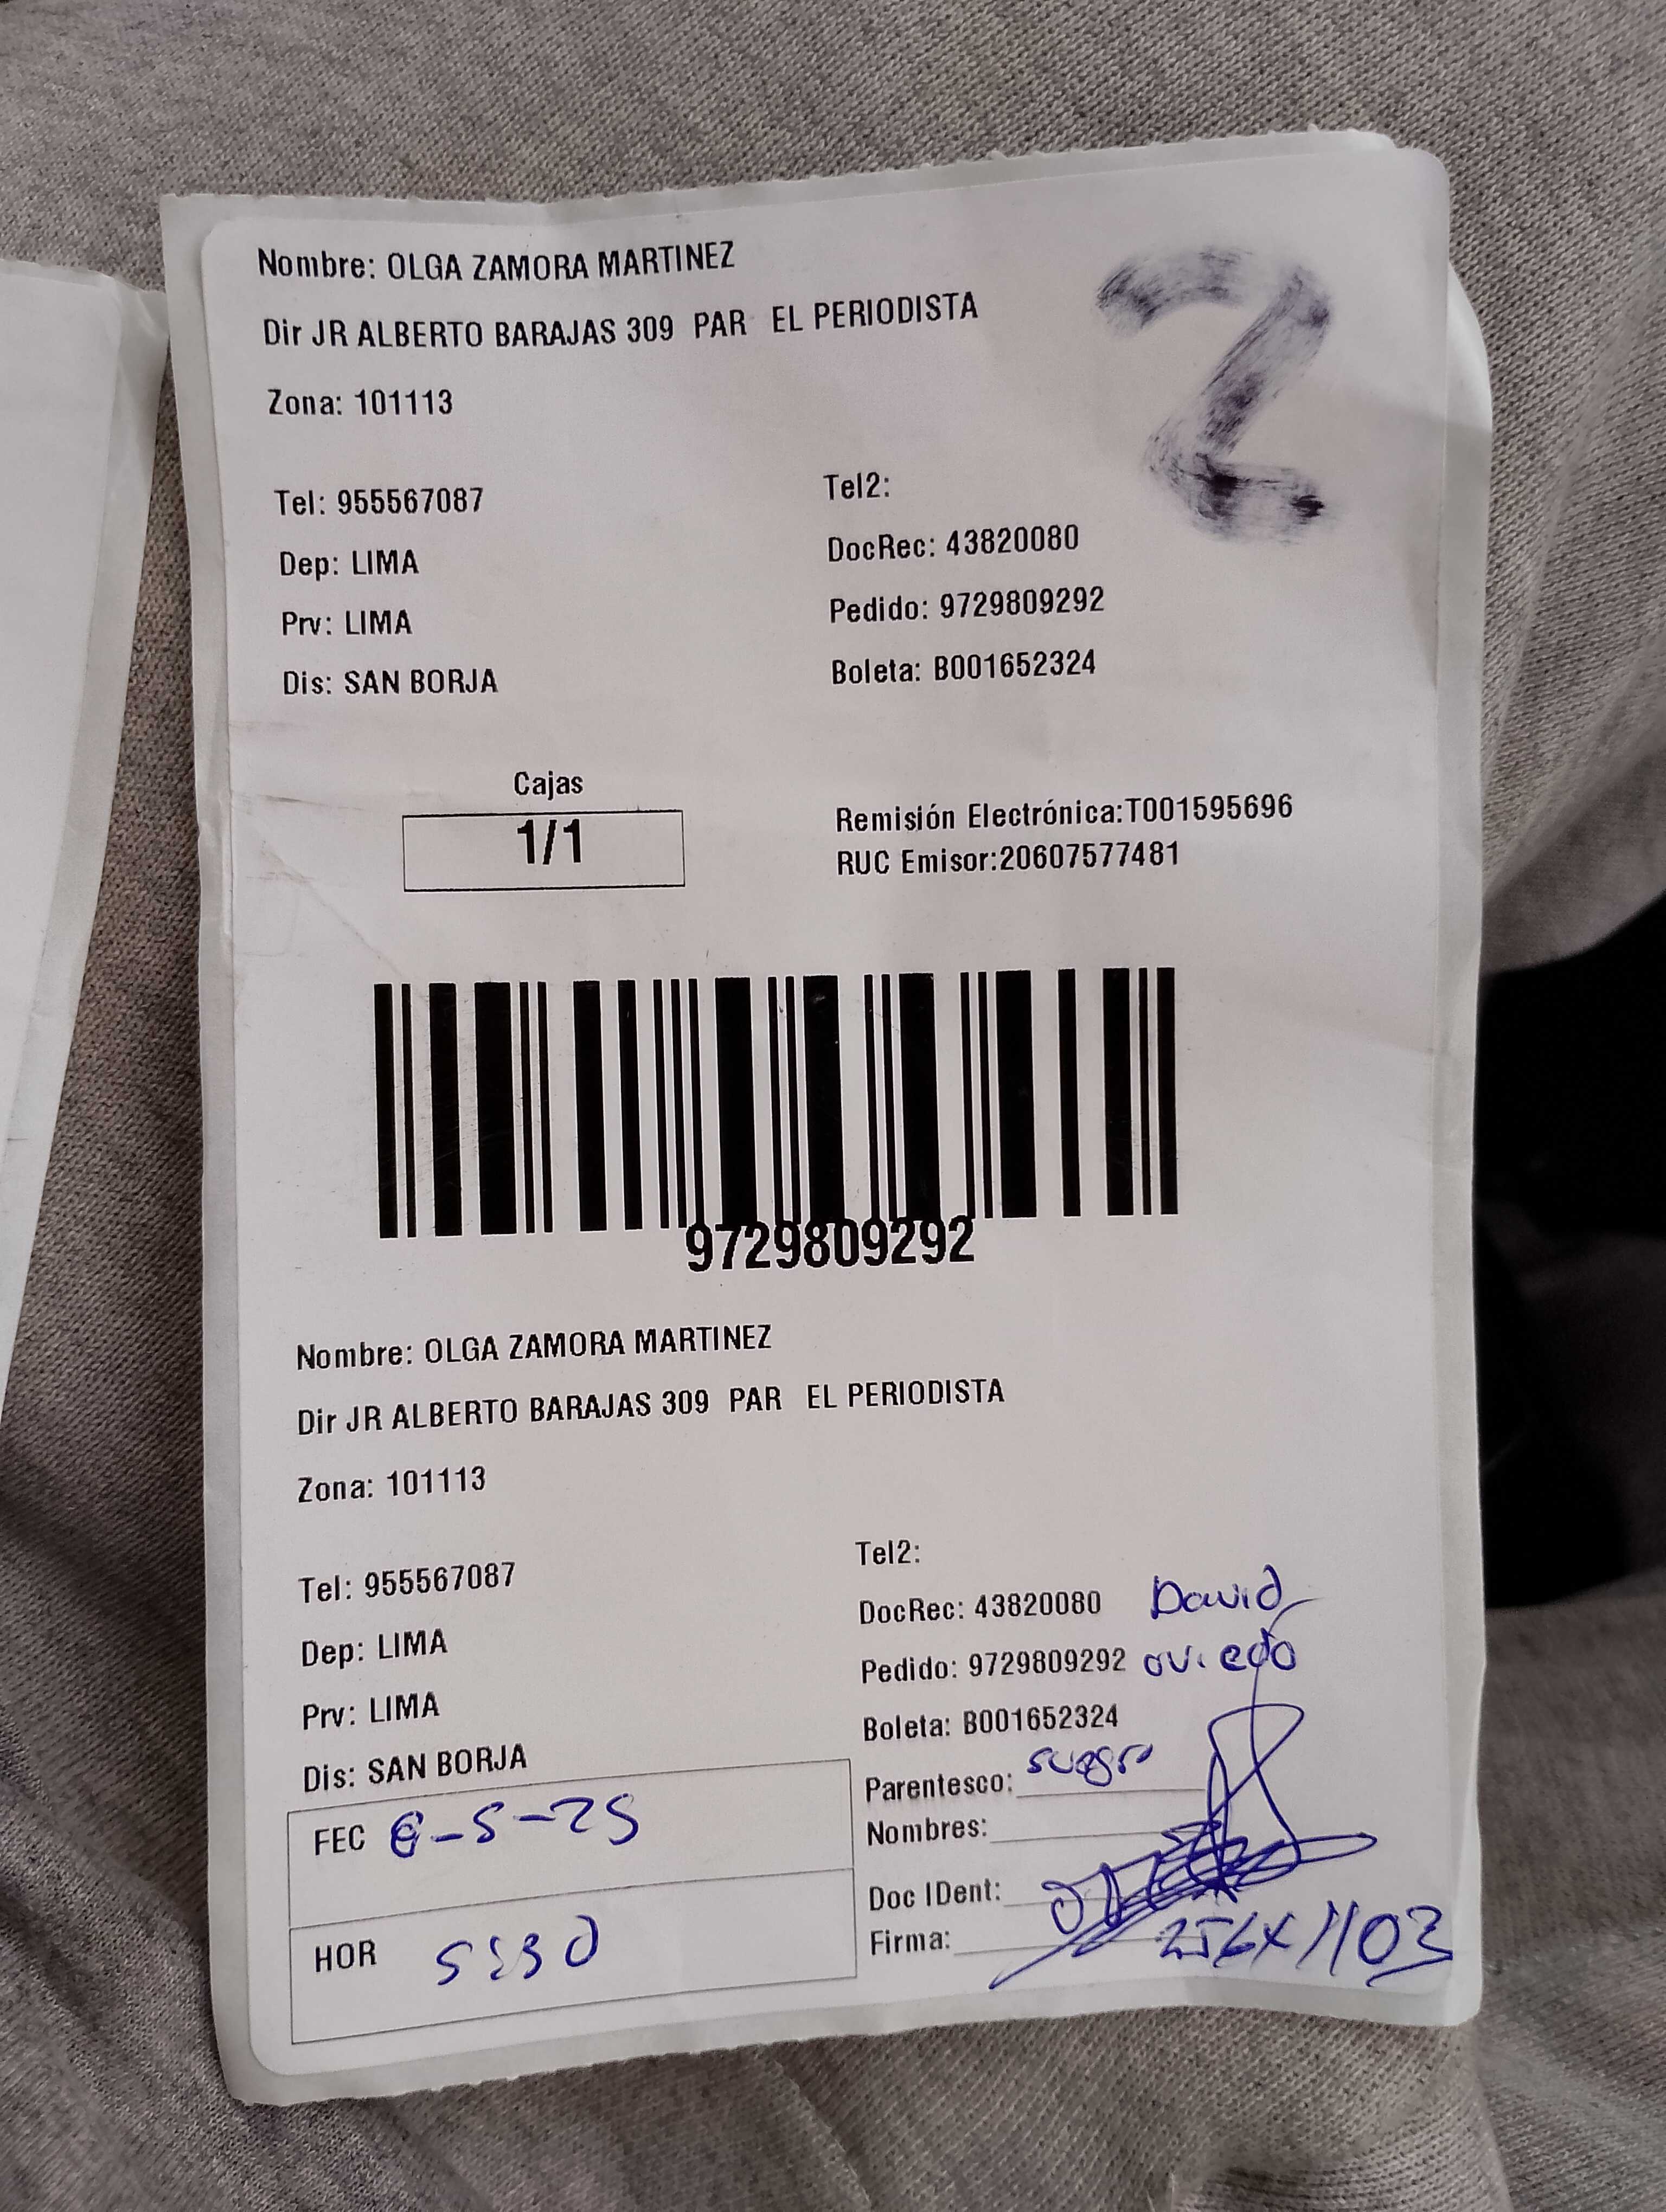 Nombre: OLGA ZAMORA MARTINEZ
2
Dir JR ALBERTO BARAJAS 309 PAR EL PERIODISTA
Zona: 101113
Tel: 955567087
Tel2:
Dep: LIMA
DocRec: 43820080
Prv: LIMA
Pedido: 9729809292
Dis: SAN BORJA
Boleta: B001652324
Cajas
1/1
Remisión Electrónica:T001595696
RUC Emisor:20607577481
9729809292
Nombre: OLGA ZAMORA MARTINEZ
Dir JR ALBERTO BARAJAS 309 PAR EL PERIODISTA
Zona: 101113
Tel: 955567087
Tel2:
Dep: LIMA
DocRec: 43820080 David
Prv: LIMA
Pedido: 9729809292 oviedo
Dis: SAN BORJA
Boleta: B001652324
Parentesco: suegro
Nombres:
Doc IDent:
Firma:
FEC
HOR 5:30